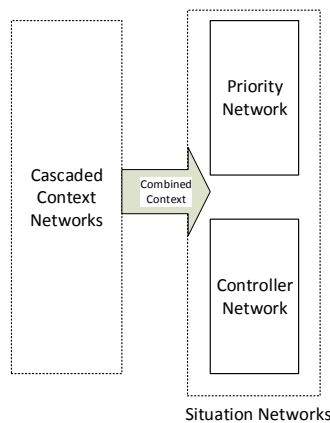 Cascaded
Context
Networks
Combined
Context
Priority
Network
Controller
Network
Situation Networks